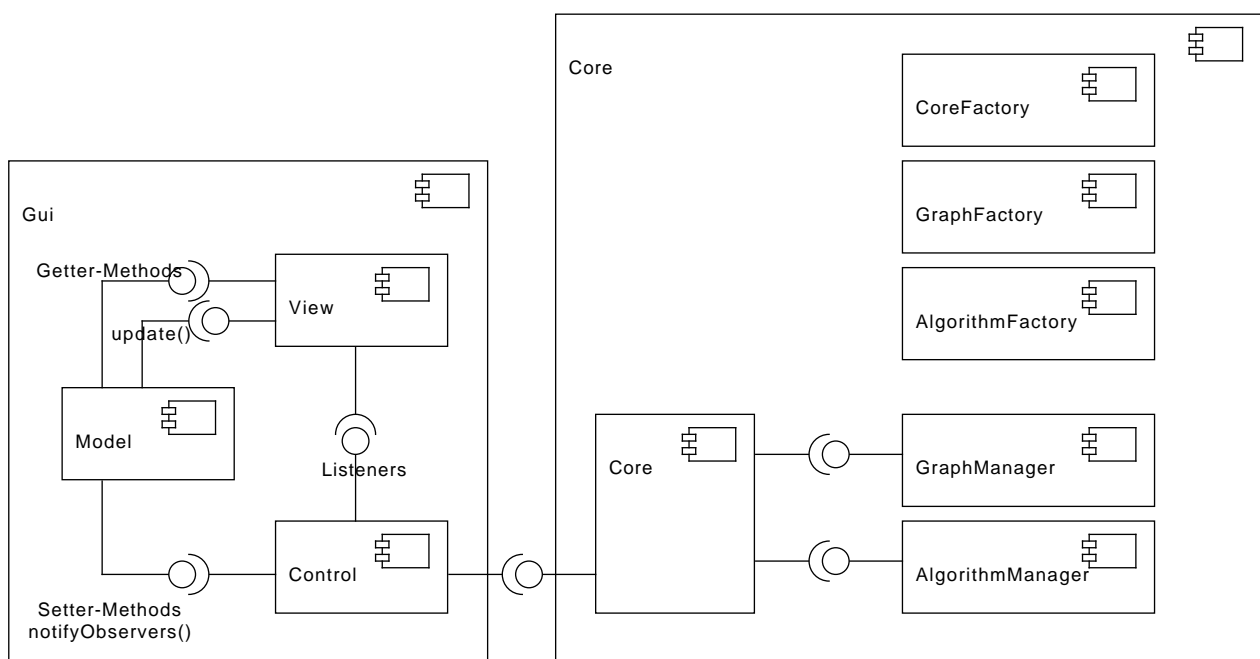 Core
CoreFactory
Gui
GraphFactory
Getter-Methods
View
AlgorithmFactory
update()
Model
Listeners
Core
GraphManager
Control
AlgorithmManager
Setter-Methods
notifyObservers()